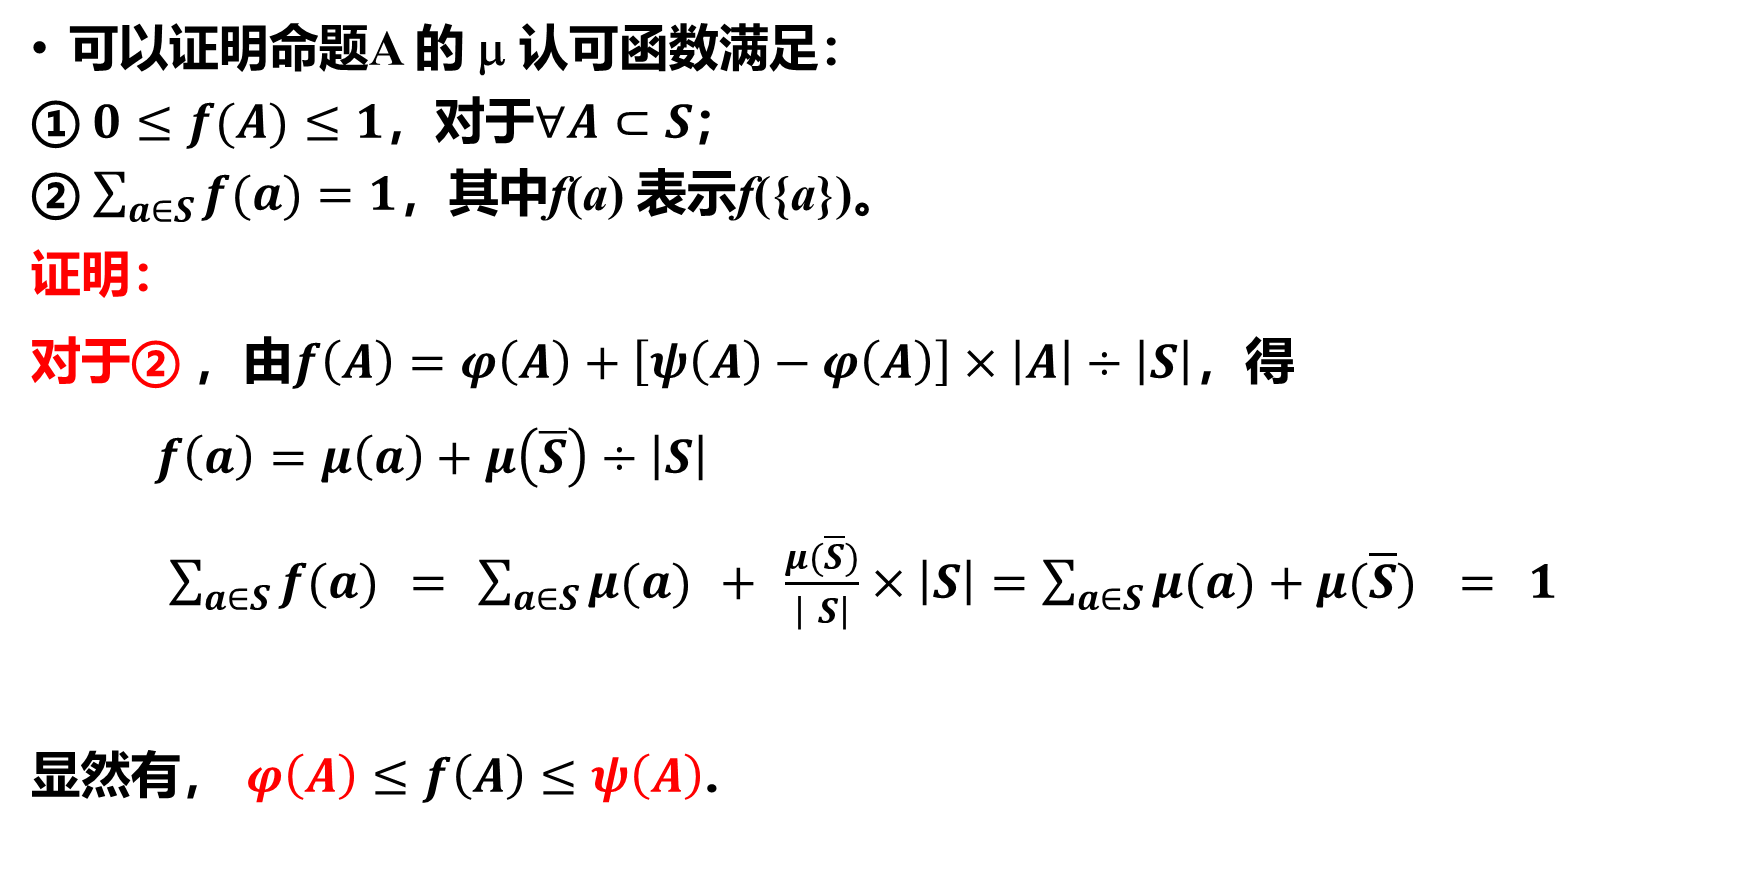 • 可以证明命题A 的 μ 认可函数满足：
① 0 ≤ f(A) ≤ 1，对于∀A ⊂ S；
② ∑_{a∈S} f(a) = 1，其中f(a) 表示f({a})。
证明：
对于② ，由f(A) = φ(A) + [ψ(A) − φ(A)] × |A| ÷ |S|，得
f(a) = μ(a) + μ(S̅) ÷ |S|
∑_{a∈S} f(a) = ∑_{a∈S} μ(a) + μ(S̅)/| S| × |S| = ∑_{a∈S} μ(a) + μ(S̅) = 1
显然有， φ(A) ≤ f(A) ≤ ψ(A).